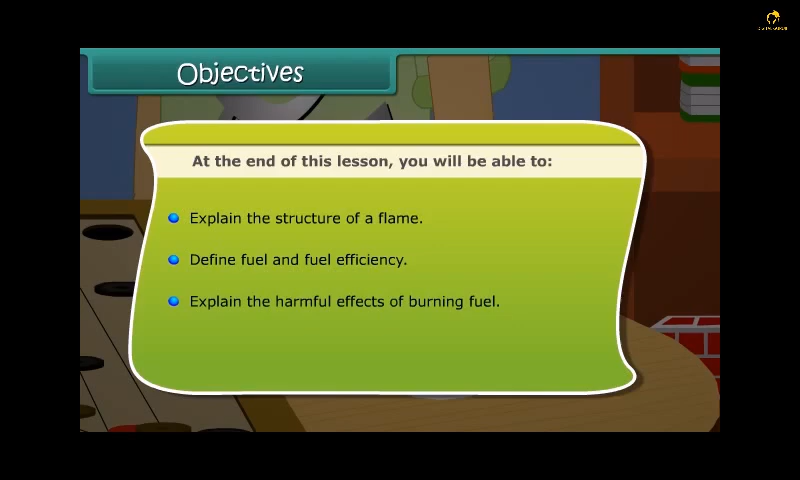 Objectives
At the end of this lesson, you will be able to:
Explain the structure of a flame.
Define fuel and fuel efficiency.
Explain the harmful effects of burning fuel.